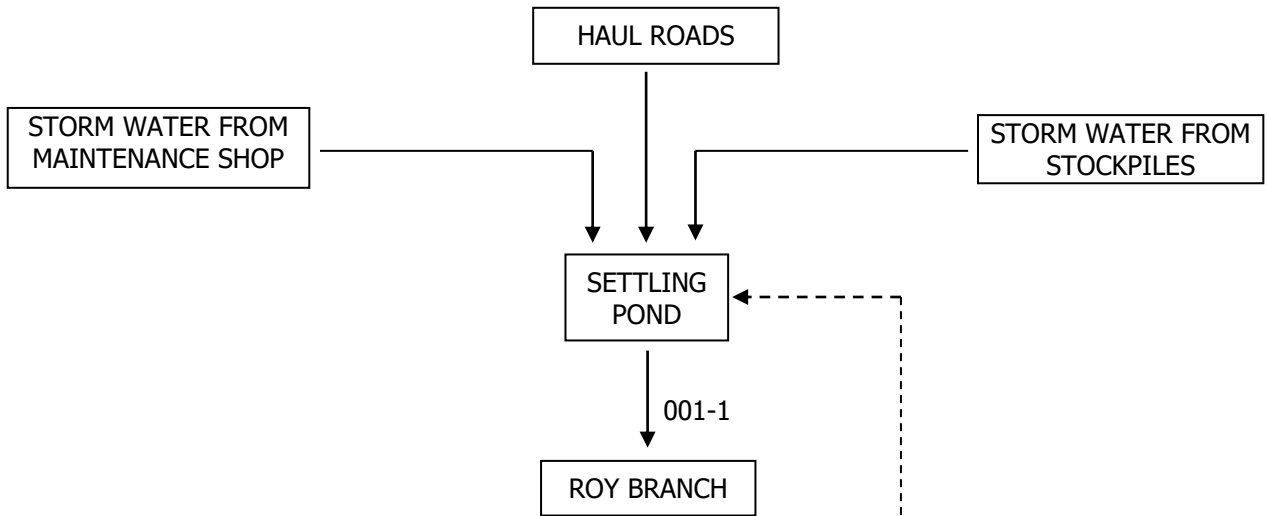 HAUL ROADS
STORM WATER FROM
MAINTENANCE SHOP
STORM WATER FROM
STOCKPILES
SETTLING
POND
001-1
ROY BRANCH